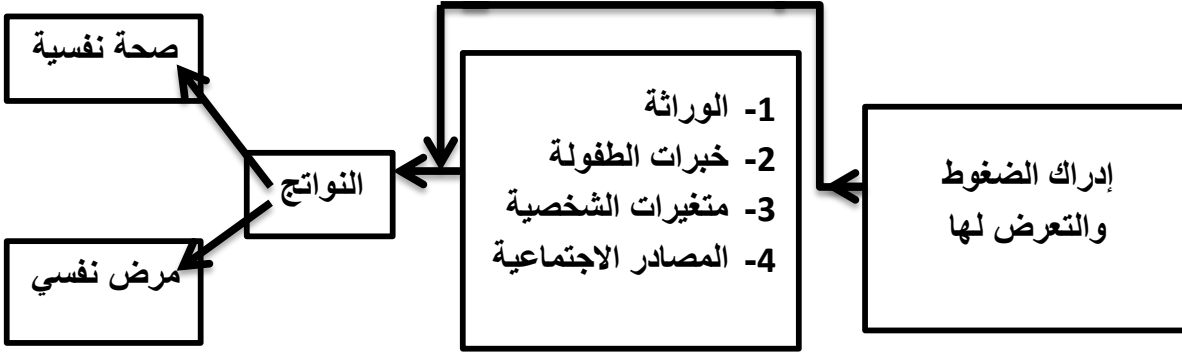 إدراك الضغوط
والتعرض لها
1- الوراثة
2- خبرات الطفولة
3- متغيرات الشخصية
4- المصادر الاجتماعية
النواتج
صحة نفسية
مرض نفسي